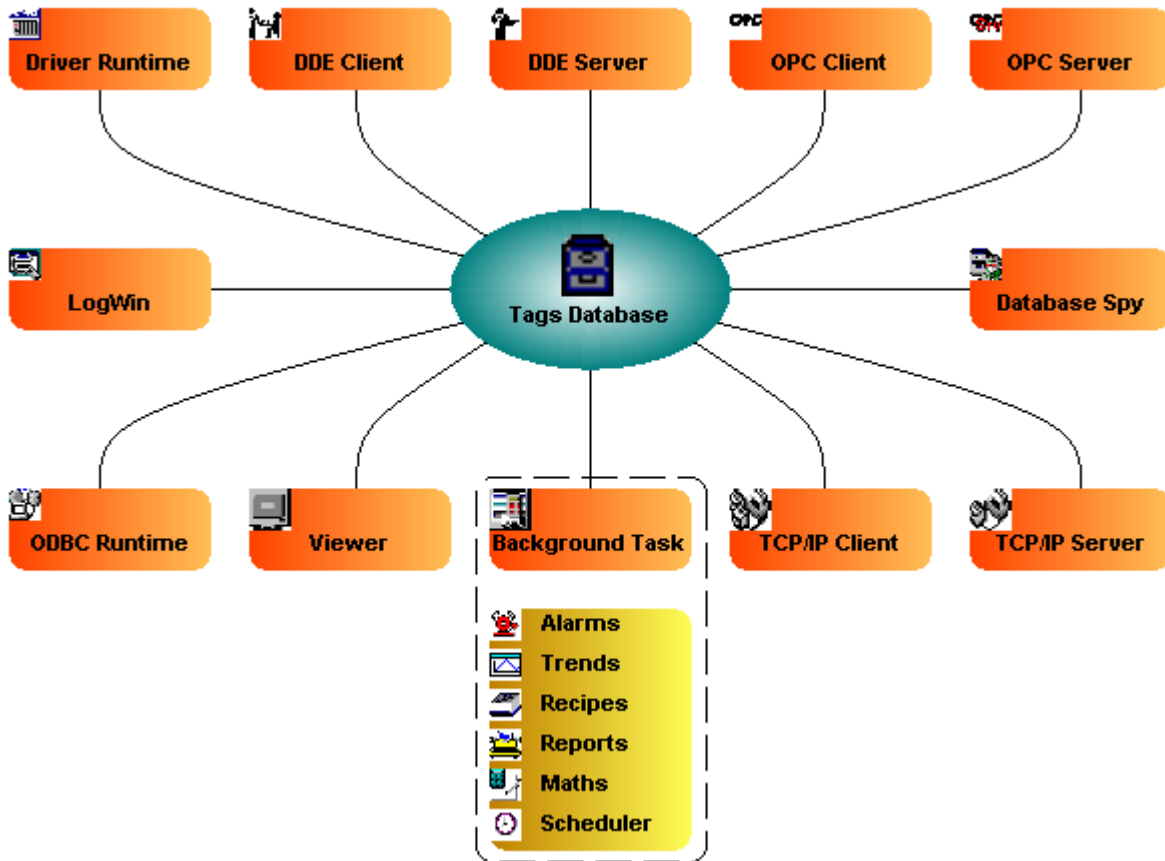 OPC
Driver Runtime
DDE Client
DDE Server
OPC Client
OPC Server
Tags Database
LogWin
Database Spy
ODBC Runtime
Viewer
Background Task
TCP/IP Client
TCP/IP Server
Alarms
Trends
Recipes
Reports
Maths
Scheduler